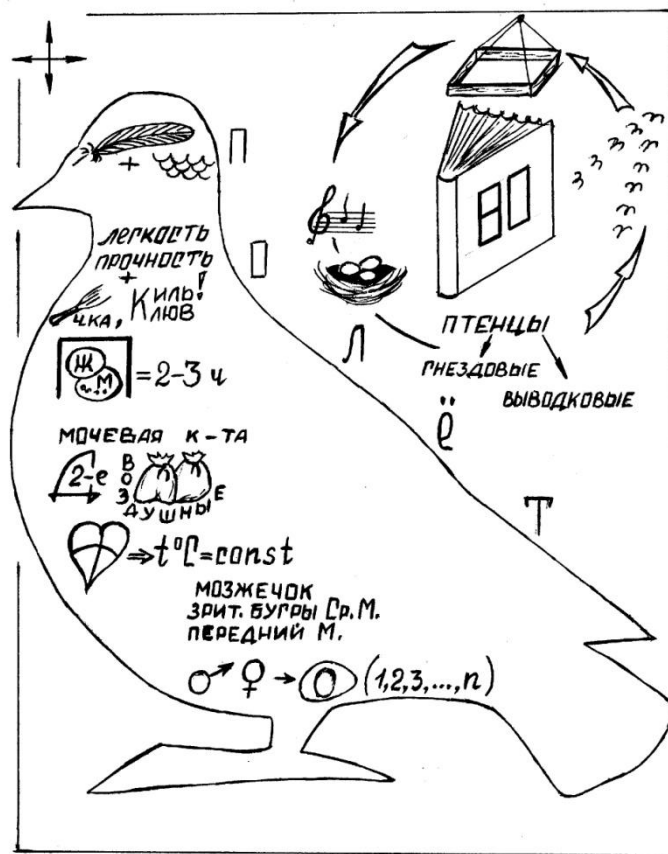 П
О
Л
Ё
Т
ЛЕГКОСТЬ
ПРОЧНОСТЬ
+
ЧКА, КИЛЬ!
КЛЮВ
Ж
М
= 2-3 ч
МОЧЕВАЯ К-ТА
2-е ВОЗДУШНЫЕ
⇒ t°C = const
МОЗЖЕЧОК
ЗРИТ. БУГРЫ Ср. М.
ПЕРЕДНИЙ М.
♂ ♀ → (1,2,3,...,n)
ПТЕНЦЫ
ГНЕЗДОВЫЕ
ВЫВОДКОВЫЕ